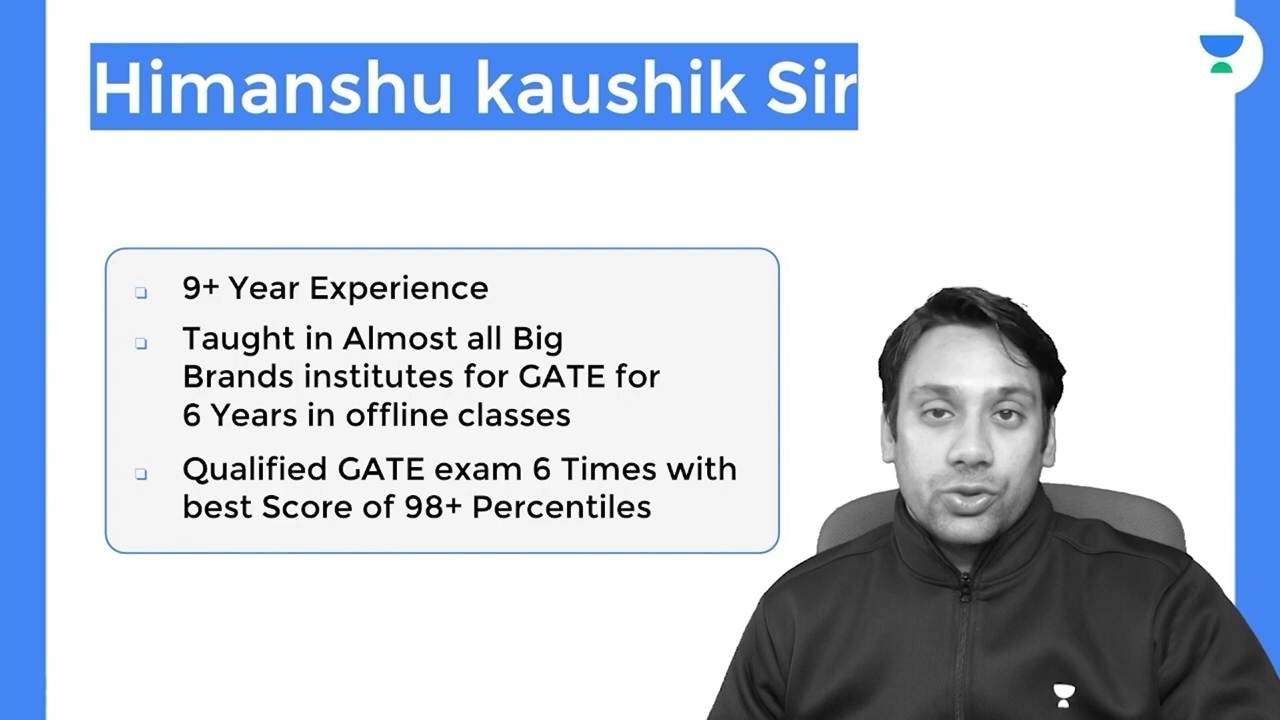 Himanshu kaushik Sir
9+ Year Experience
Taught in Almost all Big
Brands institutes for GATE for
6 Years in offline classes
Qualified GATE exam 6 Times with
best Score of 98+ Percentiles